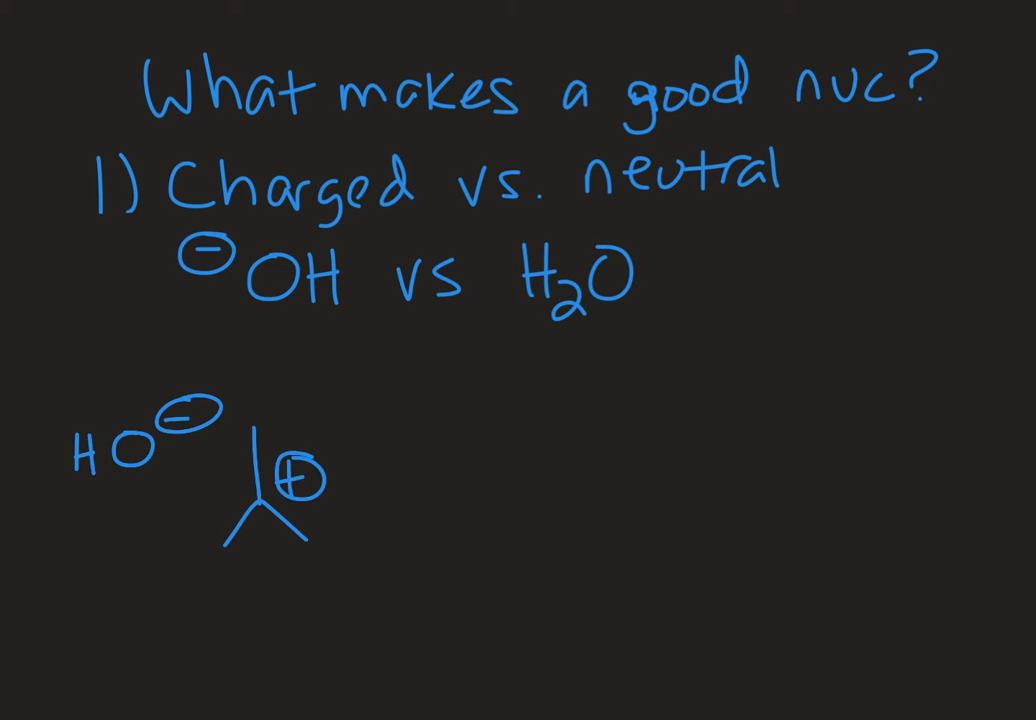 What makes a good nuc?
1) Charged vs. neutral
⊖OH vs H₂O
HO⊖
⊕